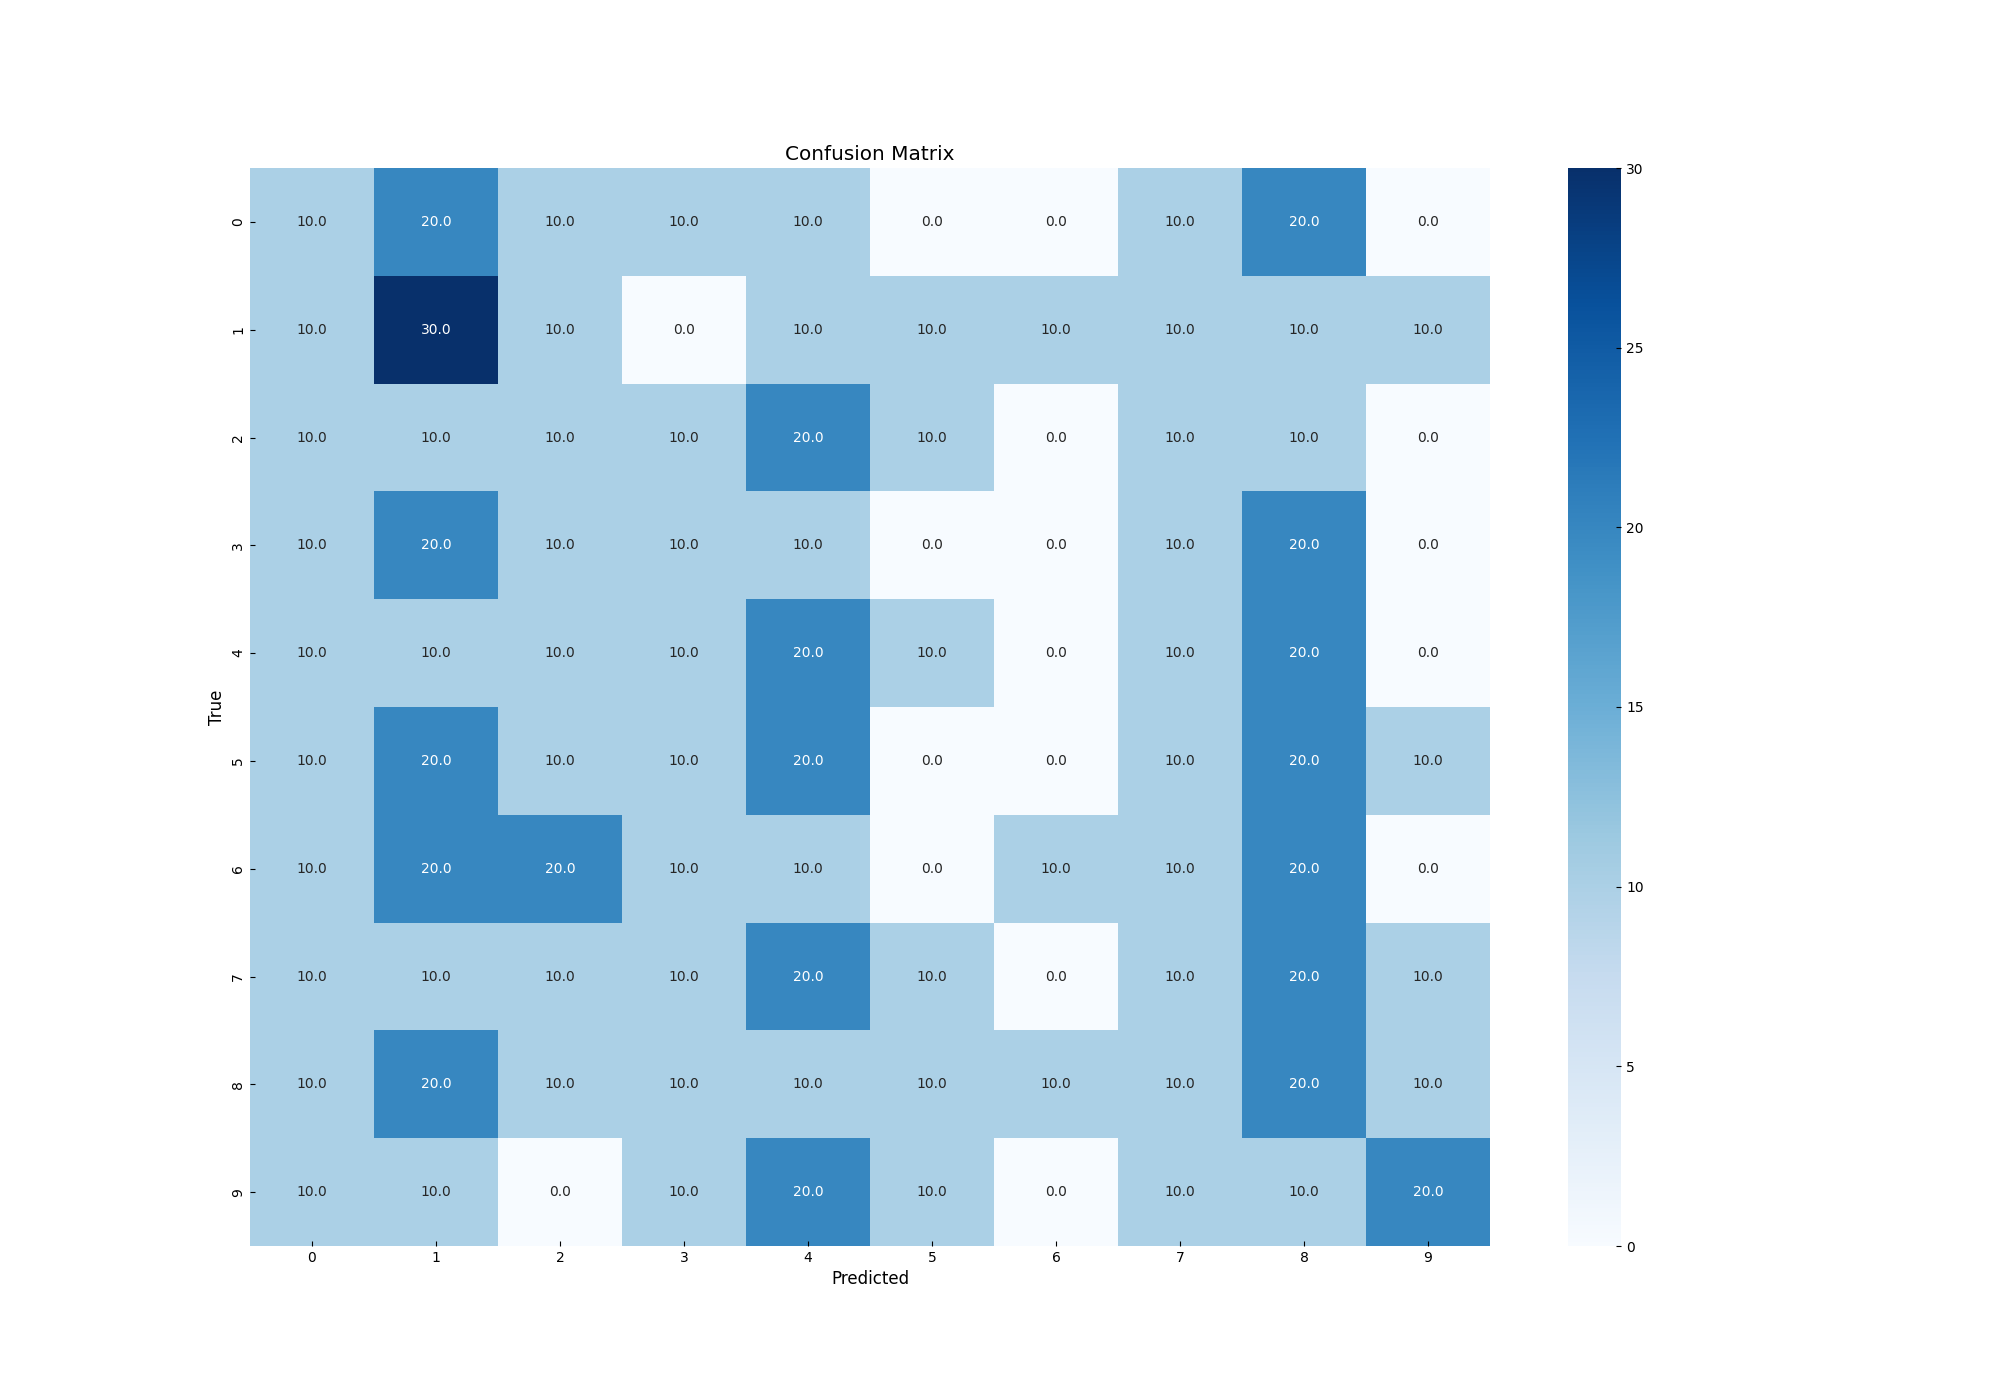 Confusion Matrix
0 10.0 20.0 10.0 10.0 10.0 0.0 0.0 10.0 20.0 0.0
1 10.0 30.0 10.0 0.0 10.0 10.0 10.0 10.0 10.0 10.0
2 10.0 10.0 10.0 10.0 20.0 10.0 0.0 10.0 10.0 0.0
3 10.0 20.0 10.0 10.0 10.0 0.0 0.0 10.0 20.0 0.0
4 10.0 10.0 10.0 10.0 20.0 10.0 0.0 10.0 20.0 0.0
5 10.0 20.0 10.0 10.0 20.0 0.0 0.0 10.0 20.0 10.0
6 10.0 20.0 20.0 10.0 10.0 0.0 10.0 10.0 20.0 0.0
7 10.0 10.0 10.0 10.0 20.0 10.0 0.0 10.0 20.0 10.0
8 10.0 20.0 10.0 10.0 10.0 10.0 10.0 10.0 20.0 10.0
9 10.0 10.0 0.0 10.0 20.0 10.0 0.0 10.0 10.0 20.0
0 1 2 3 4 5 6 7 8 9
Predicted
True
30
25
20
15
10
5
0